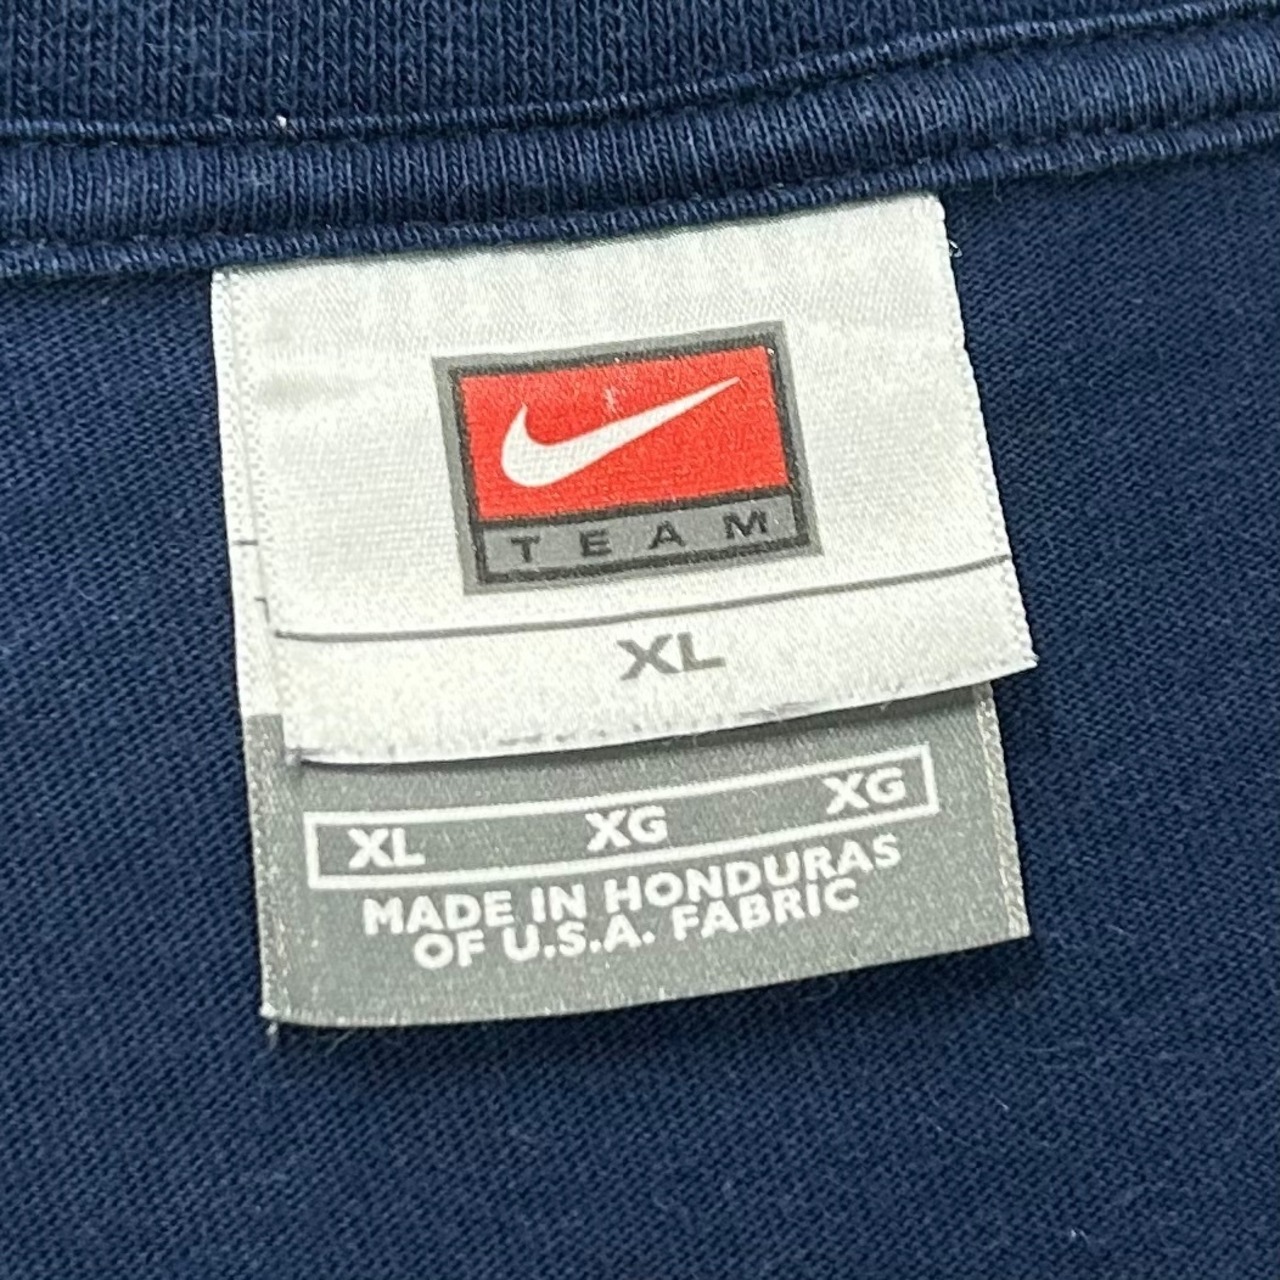 TEAM
XL
XL XG XG
MADE IN HONDURAS
OF U.S.A. FABRIC